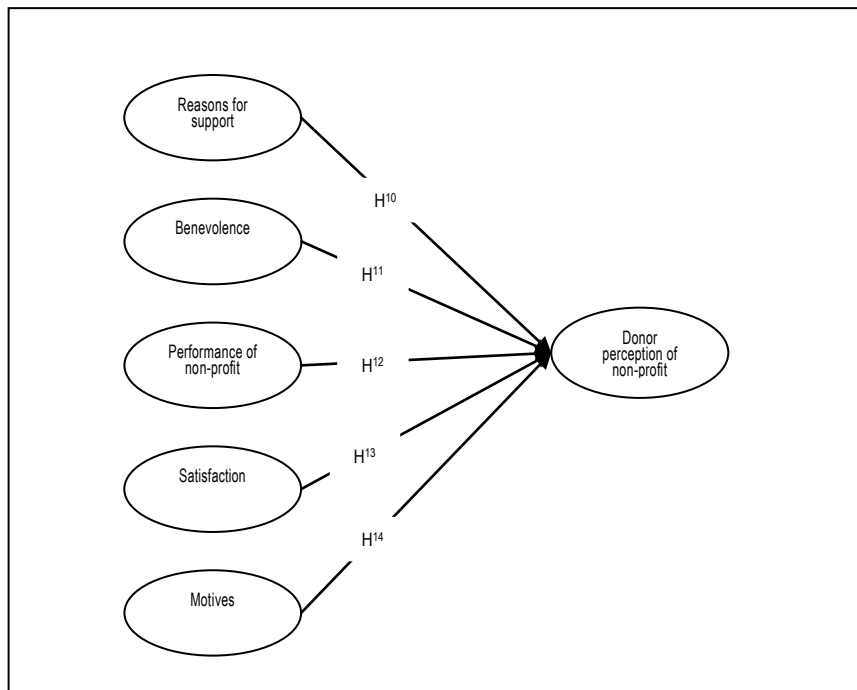 Reasons for
support
H¹⁰
Benevolence
H¹¹
Performance of
non-profit
H¹²
Donor
perception of
non-profit
Satisfaction
H¹³
Motives
H¹⁴